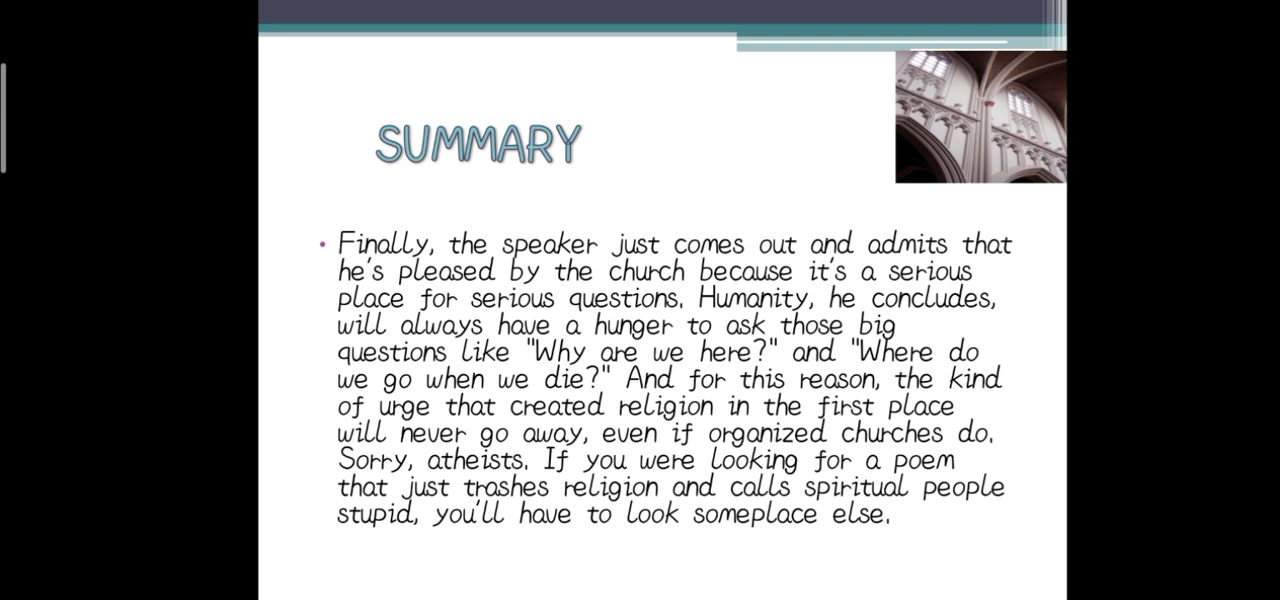 SUMMARY
• Finally, the speaker just comes out and admits that
he's pleased by the church because it's a serious
place for serious questions. Humanity, he concludes,
will always have a hunger to ask those big
questions like "Why are we here?" and "Where do
we go when we die?" And for this reason, the kind
of urge that created religion in the first place
will never go away, even if organized churches do.
Sorry, atheists. If you were looking for a poem
that just trashes religion and calls spiritual people
stupid, you'll have to look someplace else.